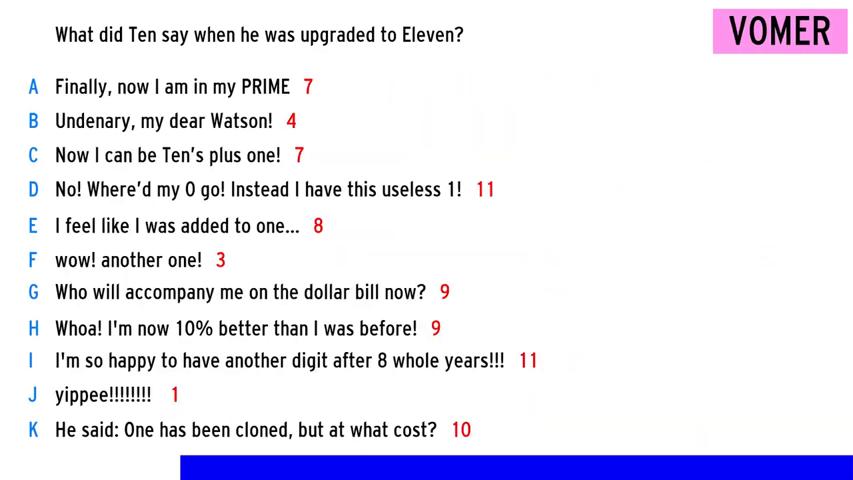 What did Ten say when he was upgraded to Eleven?
VOMER
A Finally, now I am in my PRIME 7
B Undenary, my dear Watson! 4
C Now I can be Ten's plus one! 7
D No! Where'd my 0 go! Instead I have this useless 1! 11
E I feel like I was added to one... 8
F wow! another one! 3
G Who will accompany me on the dollar bill now? 9
H Whoa! I'm now 10% better than I was before! 9
I I'm so happy to have another digit after 8 whole years!!! 11
J yippee!!!!!!!! 1
K He said: One has been cloned, but at what cost? 10